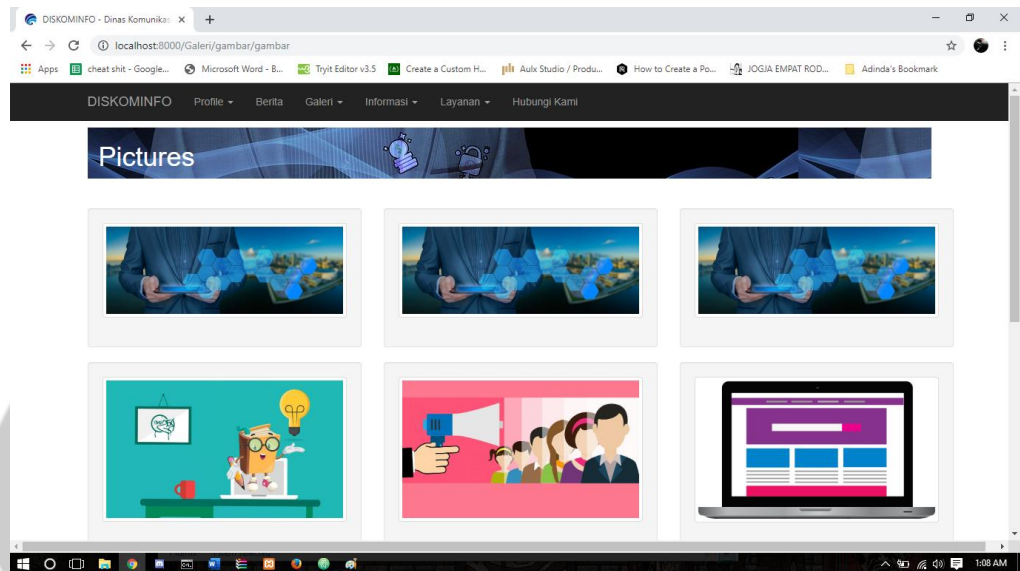 DISKOMINFO - Dinas Komunikas
localhost:8000/Galeri/gambar/gambar
Apps cheat shit - Google... Microsoft Word - B... Tryit Editor v3.5 Create a Custom H... Aulx Studio / Produ... How to Create a Po... JOGJA EMPAT ROD... Adinda's Bookmark
DISKOMINFO Profile Berita Galeri Informasi Layanan Hubungi Kami
Pictures
1:08 AM